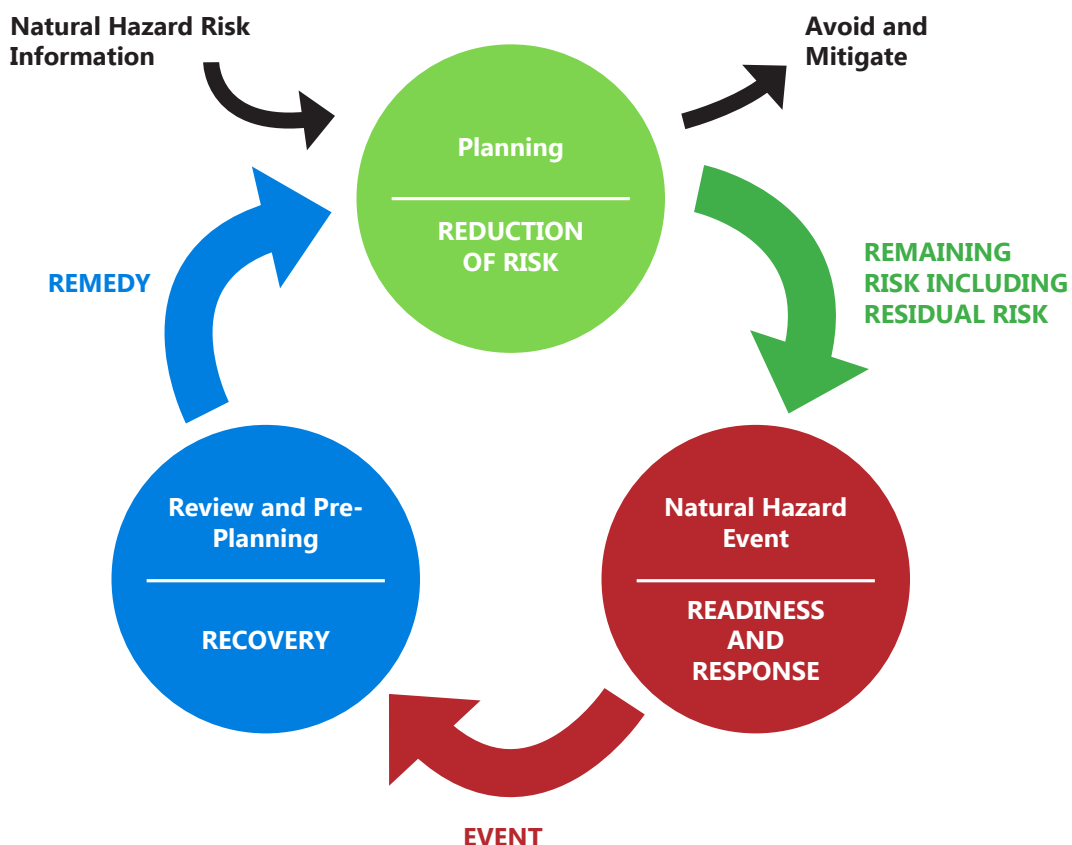 Natural Hazard Risk
Information
Avoid and
Mitigate
Planning
REDUCTION
OF RISK
REMEDY
REMAINING
RISK INCLUDING
RESIDUAL RISK
Review and Pre-
Planning
RECOVERY
Natural Hazard
Event
READINESS
AND
RESPONSE
EVENT